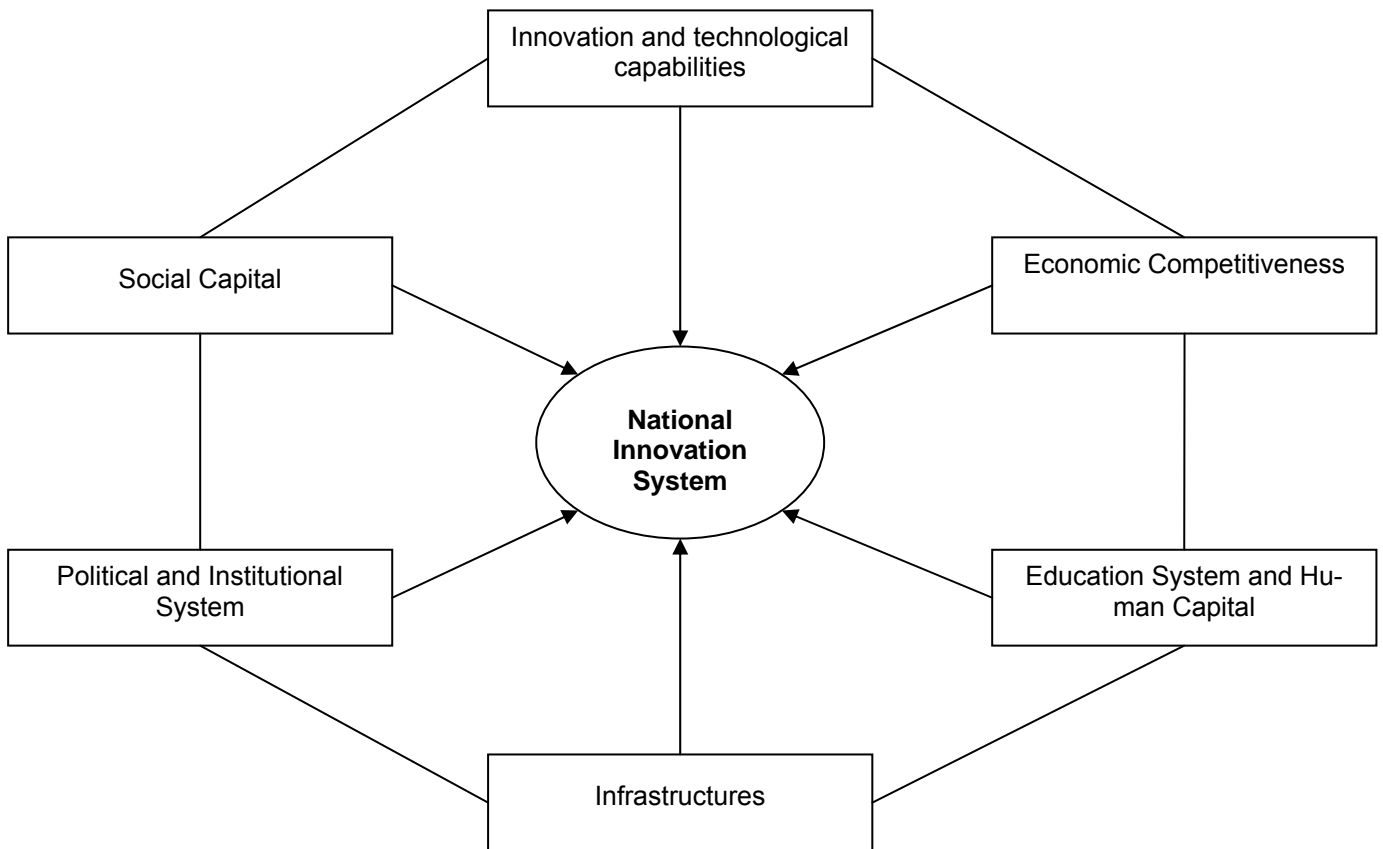 Innovation and technological
capabilities
Social Capital
Economic Competitiveness
National
Innovation
System
Political and Institutional
System
Education System and Hu-
man Capital
Infrastructures